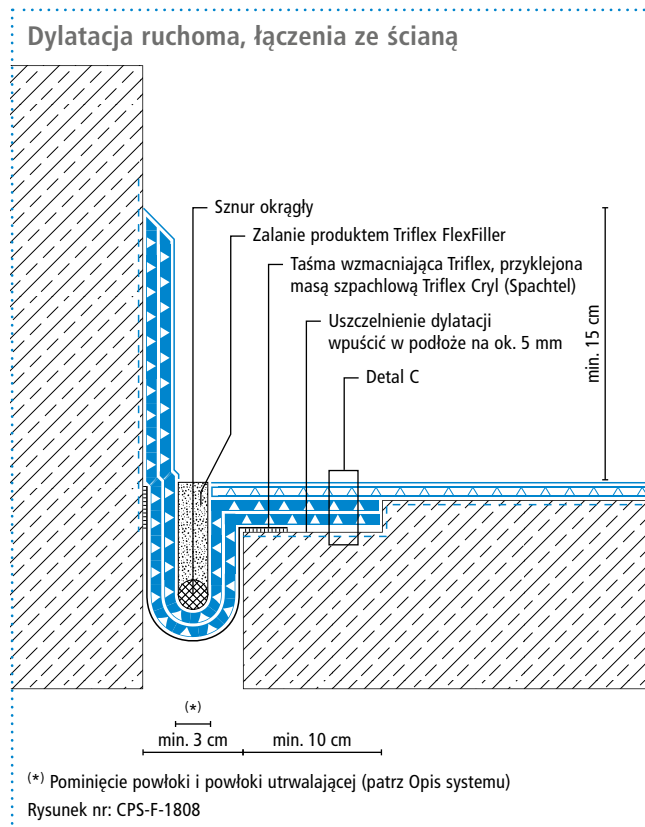 Dylatacja ruchoma, łączenia ze ścianą
Sznur okrągły
Zalanie produktem Triflex FlexFiller
Taśma wzmacniająca Triflex, przyklejona
masą szpachlową Triflex Cryl (Spachtel)
Uszczelnienie dylatacji
wpuścić w podłoże na ok. 5 mm
Detal C
min. 15 cm
(*)
min. 3 cm
min. 10 cm
(*) Pominięcie powłoki i powłoki utrwalającej (patrz Opis systemu)
Rysunek nr: CPS-F-1808